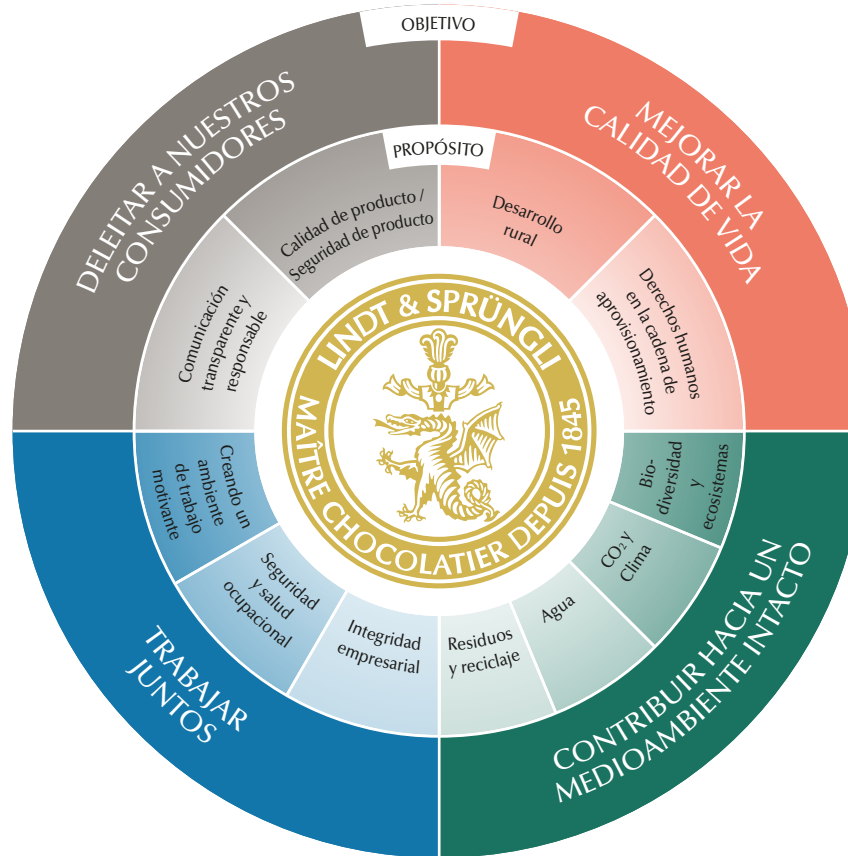 OBJETIVO
PROPÓSITO
DELEITAR A NUESTROS
CONSUMIDORES
Calidad de producto /
Seguridad de producto
Comunicación
transparente y
responsable
MEJORAR LA
CALIDAD DE VIDA
Desarrollo
rural
Derechos humanos
en la cadena de
aprovisionamiento
CONTRIBUIR HACIA UN
MEDIOAMBIENTE INTACTO
Bio-
diversidad
y
ecosistemas
CO₂ y
Clima
Agua
Residuos
y reciclaje
TRABAJAR
JUNTOS
Integridad
empresarial
Seguridad
y salud
ocupacional
Creando un
ambiente
de trabajo
motivante
LINDT & SPRÜNGLI
MAÎTRE CHOCOLATIER DEPUIS 1845